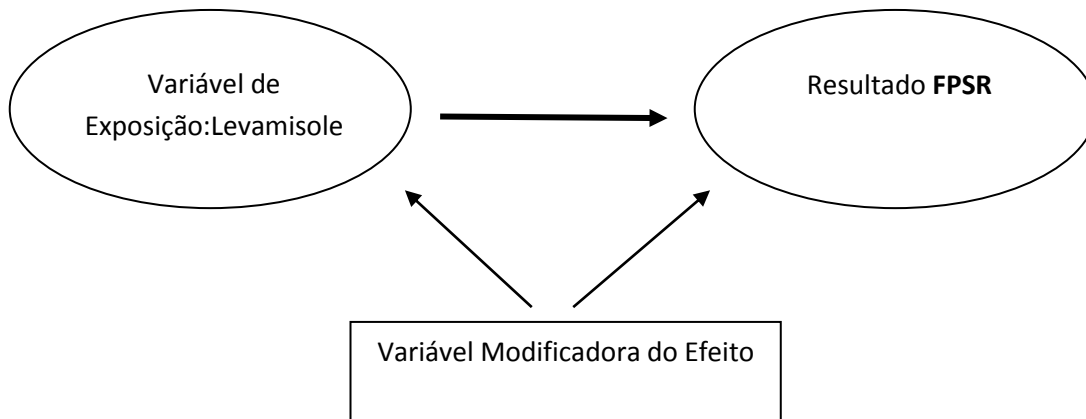 Variável de
Exposição:Levamisole
Resultado FPSR
Variável Modificadora do Efeito